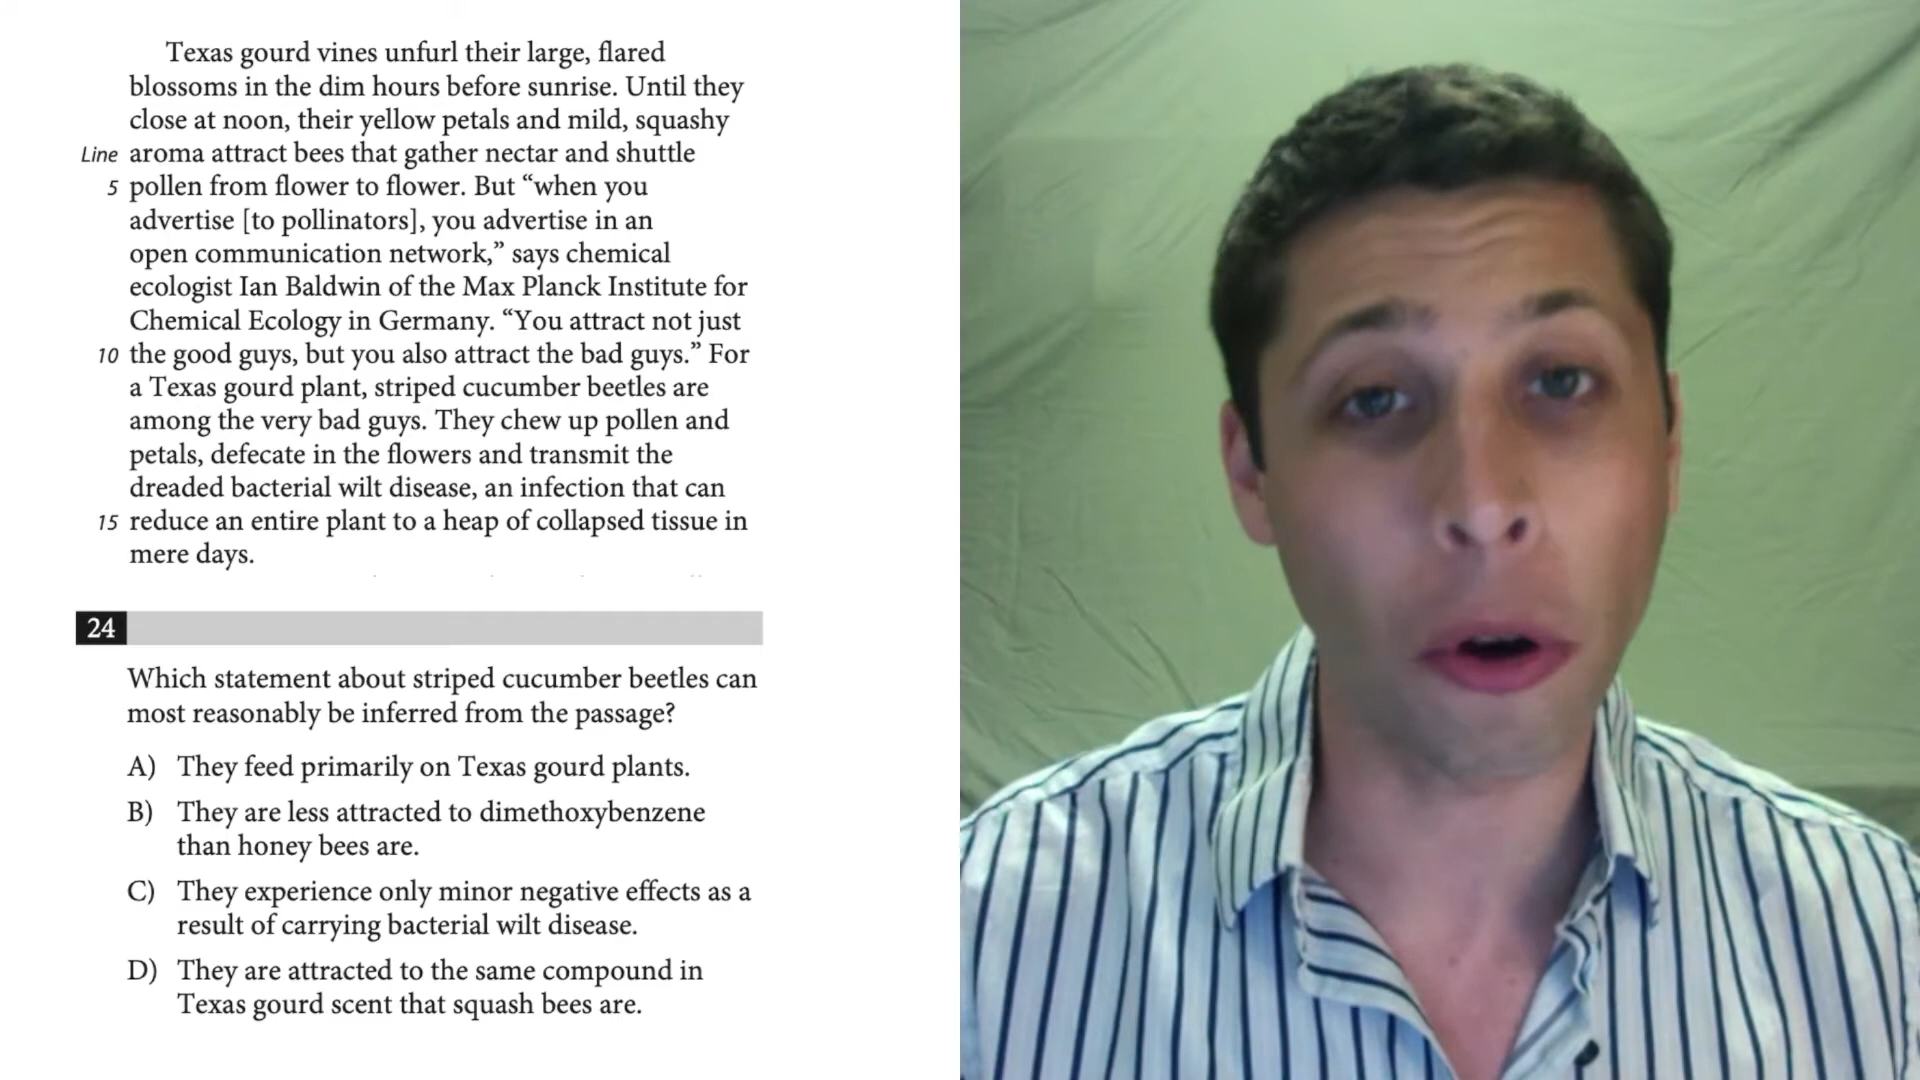 Texas gourd vines unfurl their large, flared
blossoms in the dim hours before sunrise. Until they
close at noon, their yellow petals and mild, squashy
Line aroma attract bees that gather nectar and shuttle
5 pollen from flower to flower. But “when you
advertise [to pollinators], you advertise in an
open communication network,” says chemical
ecologist Ian Baldwin of the Max Planck Institute for
Chemical Ecology in Germany. “You attract not just
10 the good guys, but you also attract the bad guys.” For
a Texas gourd plant, striped cucumber beetles are
among the very bad guys. They chew up pollen and
petals, defecate in the flowers and transmit the
dreaded bacterial wilt disease, an infection that can
15 reduce an entire plant to a heap of collapsed tissue in
mere days.
24
Which statement about striped cucumber beetles can
most reasonably be inferred from the passage?
A) They feed primarily on Texas gourd plants.
B) They are less attracted to dimethoxybenzene
than honey bees are.
C) They experience only minor negative effects as a
result of carrying bacterial wilt disease.
D) They are attracted to the same compound in
Texas gourd scent that squash bees are.